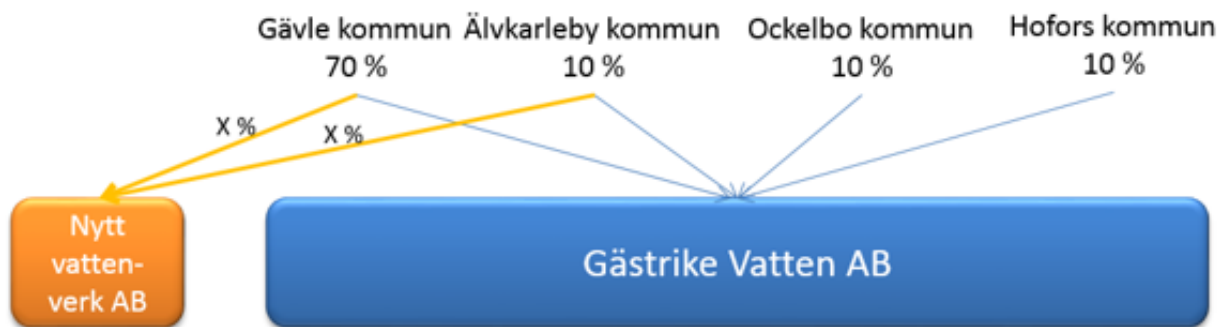 Gävle kommun Älvkarleby kommun Ockelbo kommun Hofors kommun
70 % 10 % 10 % 10 %
X % X %
Nytt
vatten-
verk AB
Gästrike Vatten AB